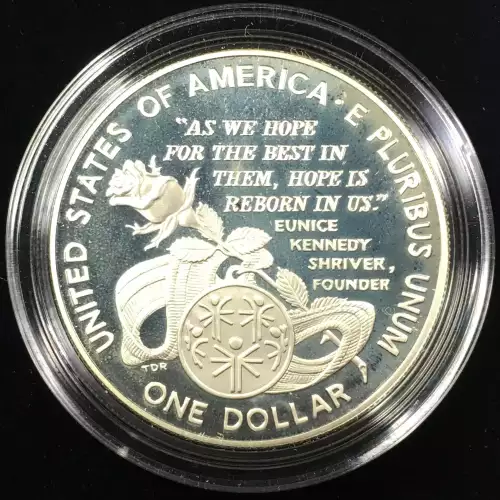 UNITED STATES OF AMERICA · E PLURIBUS UNUM
"AS WE HOPE
FOR THE BEST IN
THEM, HOPE IS
REBORN IN US."
EUNICE
KENNEDY
SHRIVER,
FOUNDER
TDR
ONE DOLLAR